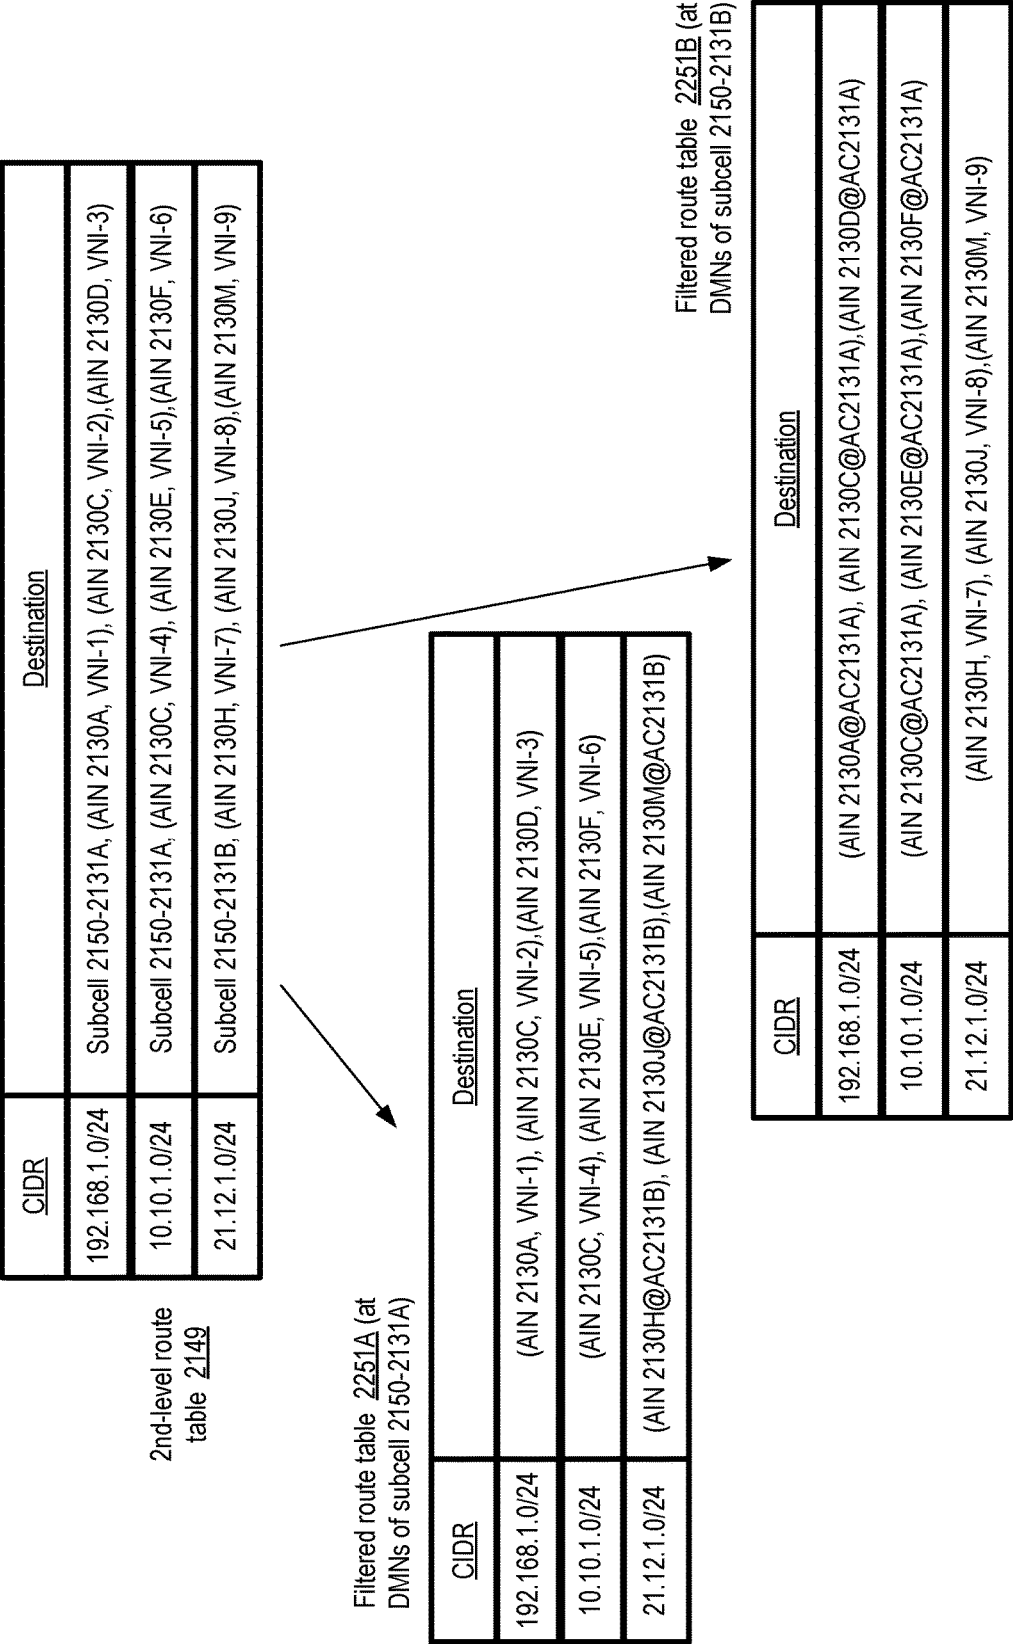 2nd-level route
table 2149
CIDR
Destination
192.168.1.0/24
Subcell 2150-2131A, (AIN 2130A, VNI-1), (AIN 2130C, VNI-2),(AIN 2130D, VNI-3)
10.10.1.0/24
Subcell 2150-2131A, (AIN 2130C, VNI-4), (AIN 2130E, VNI-5),(AIN 2130F, VNI-6)
21.12.1.0/24
Subcell 2150-2131B, (AIN 2130H, VNI-7), (AIN 2130J, VNI-8),(AIN 2130M, VNI-9)
Filtered route table 2251A (at
DMNs of subcell 2150-2131A)
CIDR
Destination
192.168.1.0/24
(AIN 2130A, VNI-1), (AIN 2130C, VNI-2),(AIN 2130D, VNI-3)
10.10.1.0/24
(AIN 2130C, VNI-4), (AIN 2130E, VNI-5),(AIN 2130F, VNI-6)
21.12.1.0/24
(AIN 2130H@AC2131B), (AIN 2130J@AC2131B),(AIN 2130M@AC2131B)
Filtered route table 2251B (at
DMNs of subcell 2150-2131B)
CIDR
Destination
192.168.1.0/24
(AIN 2130A@AC2131A), (AIN 2130C@AC2131A),(AIN 2130D@AC2131A)
10.10.1.0/24
(AIN 2130C@AC2131A), (AIN 2130E@AC2131A),(AIN 2130F@AC2131A)
21.12.1.0/24
(AIN 2130H, VNI-7), (AIN 2130J, VNI-8),(AIN 2130M, VNI-9)